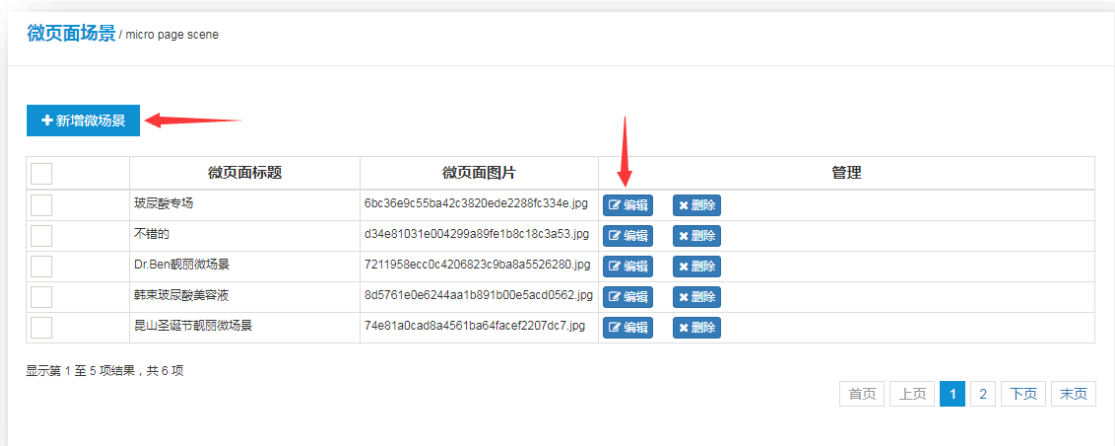 微页面场景 / micro page scene
新增微场景
微页面标题 微页面图片 管理
玻尿酸专场 6bc36e9c55ba42c3820ede2288fc334e.jpg 编辑 删除
不错的 d34e81031e004299a89fe1b8c18c3a53.jpg 编辑 删除
Dr.Ben靓丽微场景 7211958ecc0c4206823c9ba8a5526280.jpg 编辑 删除
韩束玻尿酸美容液 8d5761e0e6244aa1b891b00e5acd0562.jpg 编辑 删除
昆山圣诞节靓丽微场景 74e81a0cad8a4561ba64facef2207dc7.jpg 编辑 删除
显示第 1 至 5 项结果，共 6 项
首页 上页 1 2 下页 末页